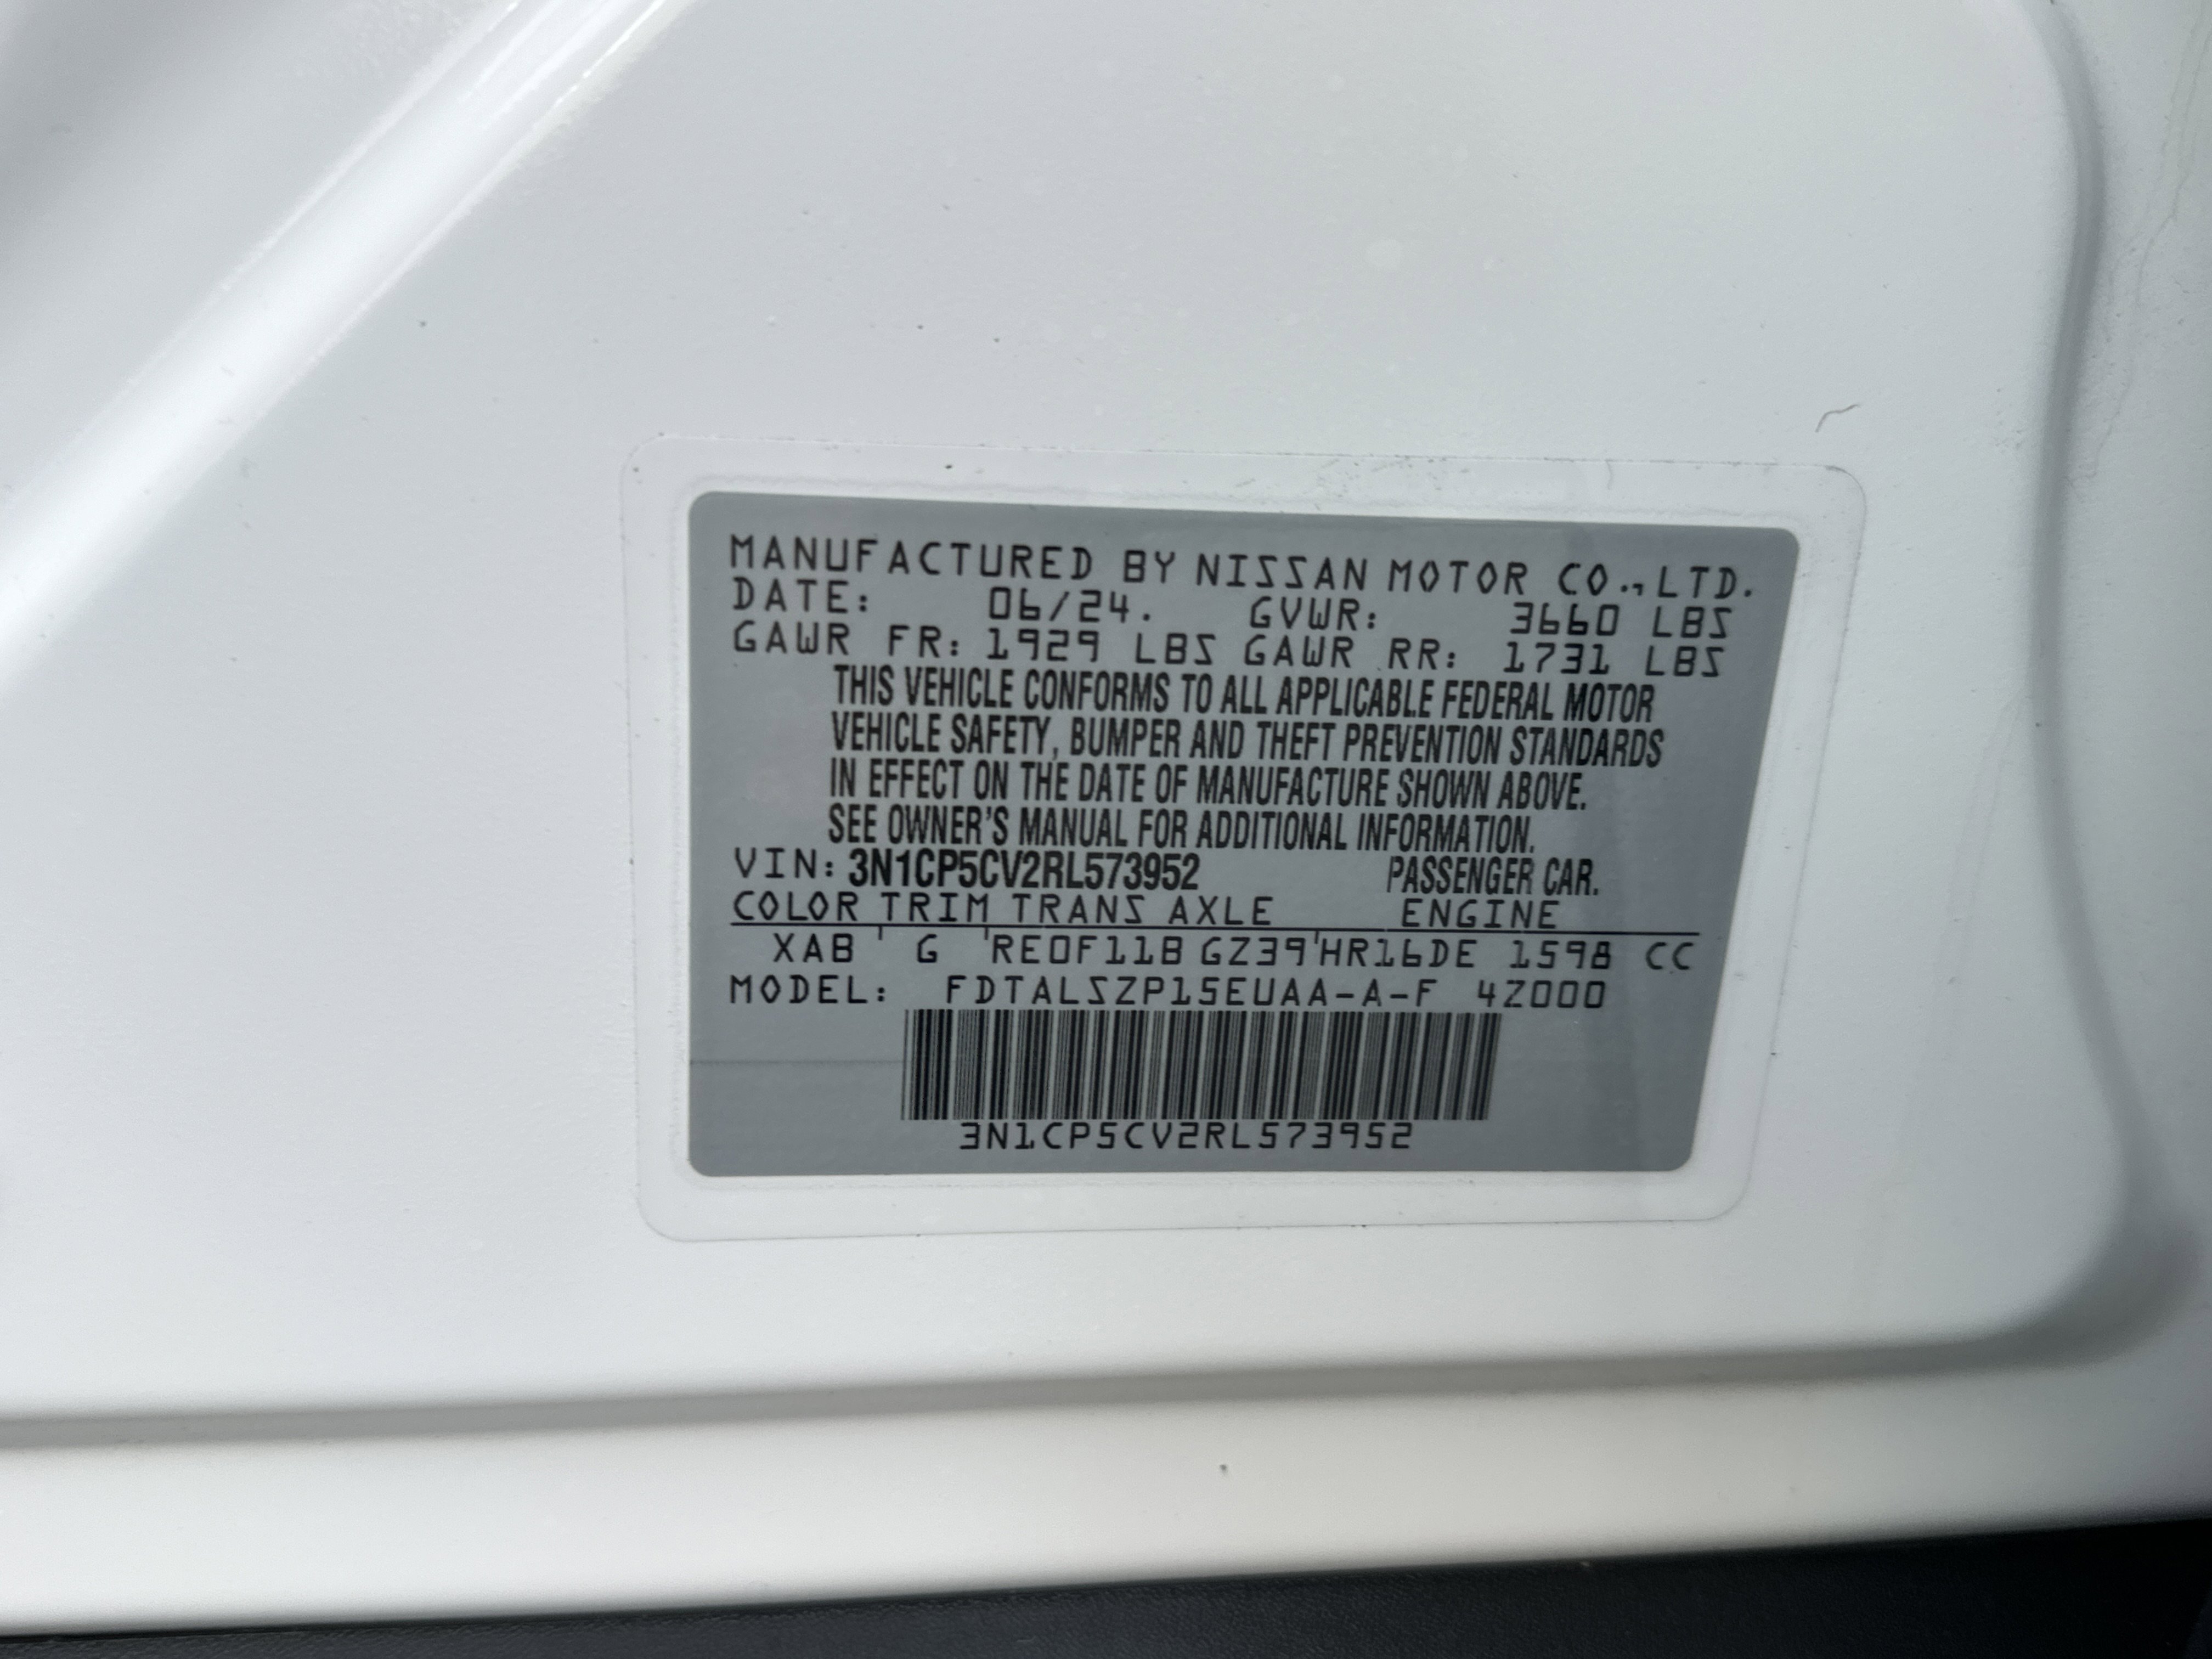 MANUFACTURED BY NISSAN MOTOR CO.,LTD.
DATE: 06/24. GVWR: 3660 LBS
GAWR FR: 1929 LBS GAWR RR: 1731 LBS
THIS VEHICLE CONFORMS TO ALL APPLICABLE FEDERAL MOTOR
VEHICLE SAFETY, BUMPER AND THEFT PREVENTION STANDARDS
IN EFFECT ON THE DATE OF MANUFACTURE SHOWN ABOVE.
SEE OWNER'S MANUAL FOR ADDITIONAL INFORMATION.
VIN: 3N1CP5CV2RL573952 PASSENGER CAR.
COLOR TRIM TRANS AXLE ENGINE
XAB G RE0F11B GZ39 HR16DE 1598 CC
MODEL: FDTALSZP15EUAA-A-F 4Z000
3N1CP5CV2RL573952